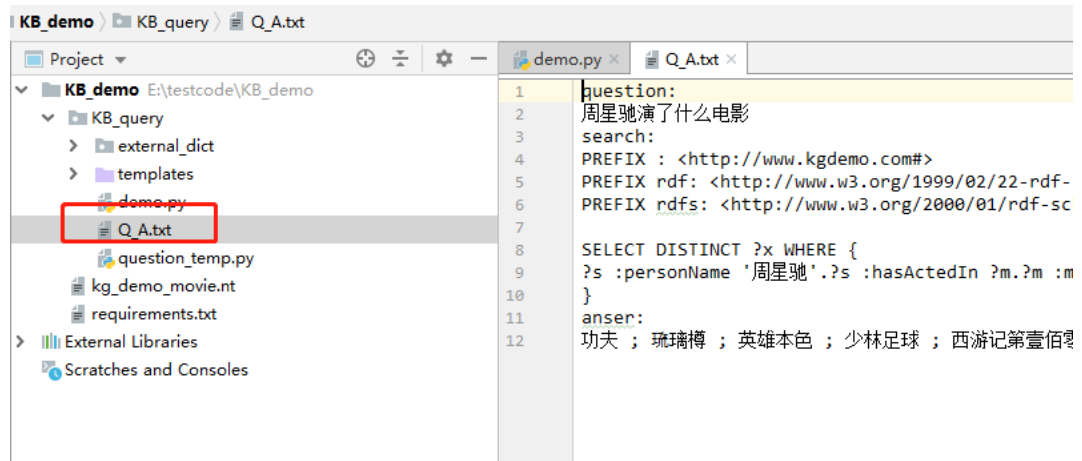 KB_demo 〉 KB_query 〉 Q_A.txt
Project
KB_demo E:\testcode\KB_demo
KB_query
external_dict
templates
demo.py
Q_A.txt
question_temp.py
kg_demo_movie.nt
requirements.txt
External Libraries
Scratches and Consoles
demo.py × Q_A.txt ×
1 question:
2 周星驰演了什么电影
3 search:
4 PREFIX : <http://www.kgdemo.com#>
5 PREFIX rdf: <http://www.w3.org/1999/02/22-rdf-
6 PREFIX rdfs: <http://www.w3.org/2000/01/rdf-sc
7
8 SELECT DISTINCT ?x WHERE {
9 ?s :personName '周星驰'.?s :hasActedIn ?m.?m :m
10 }
11 anser:
12 功夫 ; 琉璃樽 ; 英雄本色 ; 少林足球 ; 西游记第壹佰零